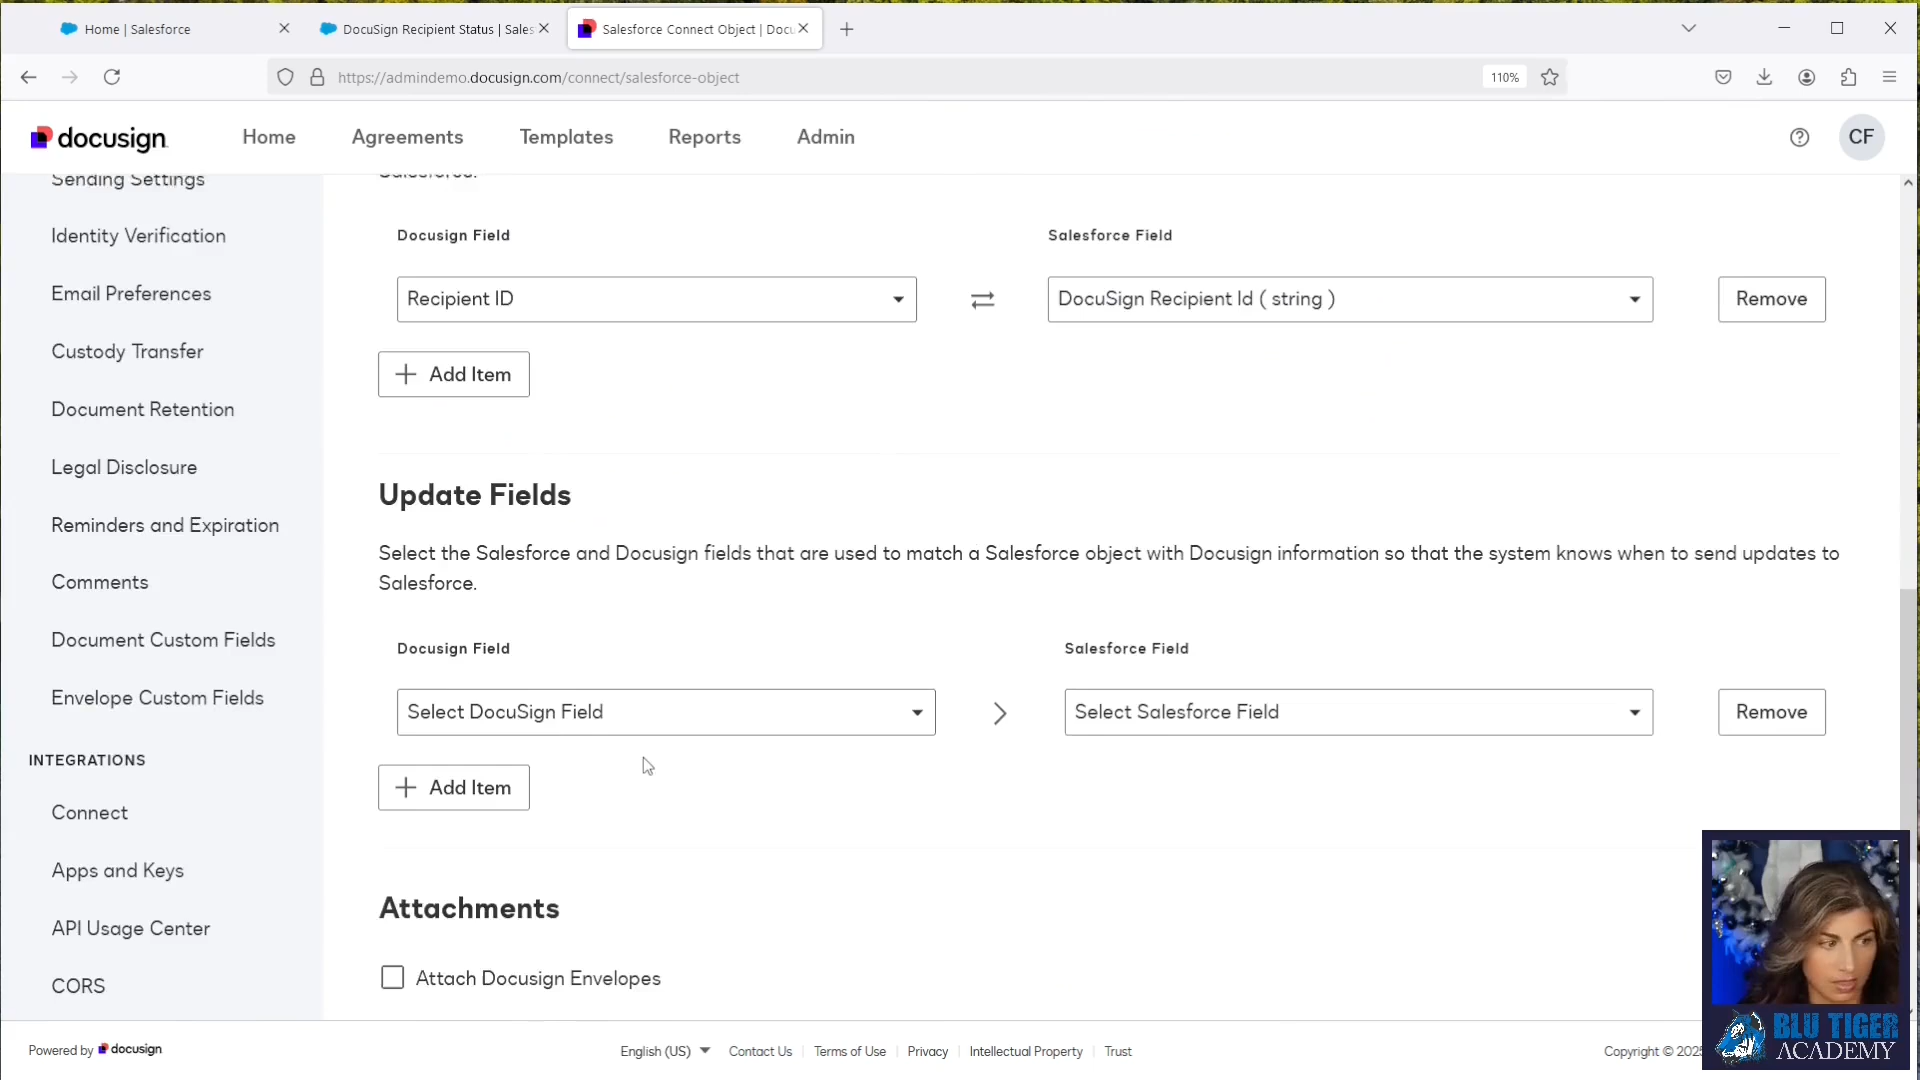 Home | Salesforce
DocuSign Recipient Status | Sales
Salesforce Connect Object | Docu
https://admindemo.docusign.com/connect/salesforce-object
110%
docusign
Home
Agreements
Templates
Reports
Admin
CF
Sending Settings
Identity Verification
Email Preferences
Custody Transfer
Document Retention
Legal Disclosure
Reminders and Expiration
Comments
Document Custom Fields
Envelope Custom Fields
INTEGRATIONS
Connect
Apps and Keys
API Usage Center
CORS
Salesforce.
Docusign Field
Salesforce Field
Recipient ID
DocuSign Recipient Id ( string )
Remove
Add Item
Update Fields
Select the Salesforce and Docusign fields that are used to match a Salesforce object with Docusign information so that the system knows when to send updates to
Salesforce.
Docusign Field
Salesforce Field
Select DocuSign Field
Select Salesforce Field
Remove
Add Item
Attachments
Attach Docusign Envelopes
Powered by docusign
English (US)
Contact Us
Terms of Use
Privacy
Intellectual Property
Trust
Copyright © 202
BLU TIGER
ACADEMY